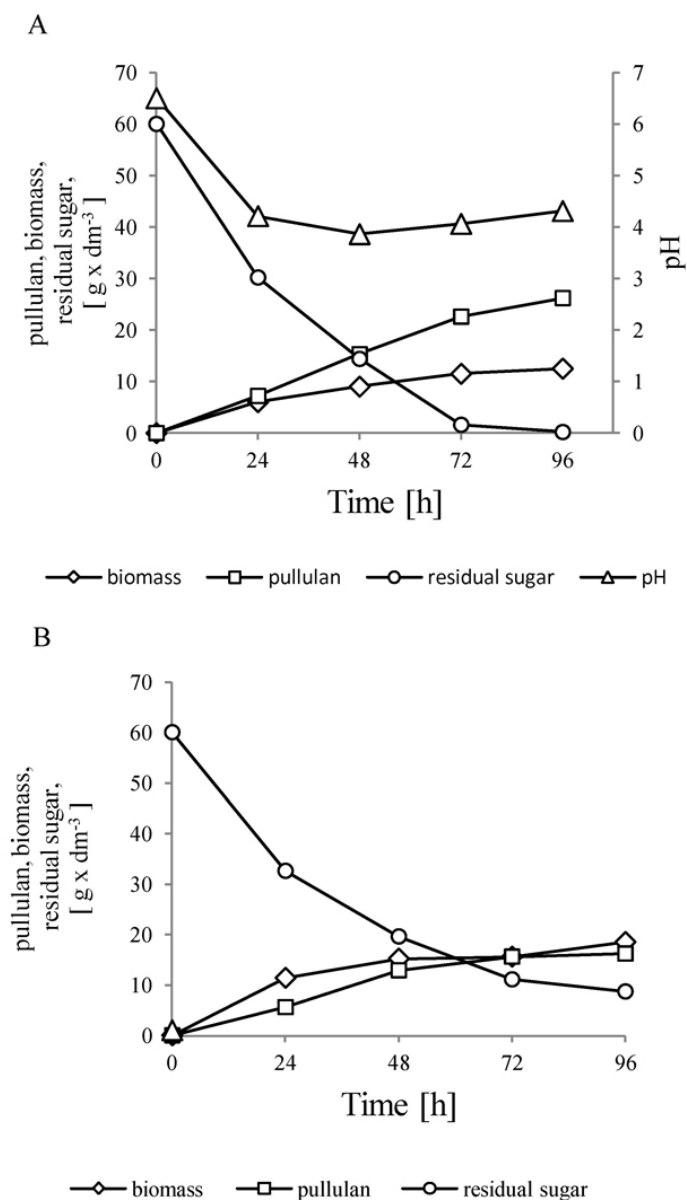 A
70
60
50
40
30
20
10
0
7
6
5
4
3
2
1
0
pullulan, biomass,
residual sugar,
[ g x dm⁻³ ]
pH
0 24 48 72 96
Time [h]
biomass pullulan residual sugar pH
B
70
60
50
40
30
20
10
0
pullulan, biomass,
residual sugar,
[ g x dm⁻³ ]
0 24 48 72 96
Time [h]
biomass pullulan residual sugar